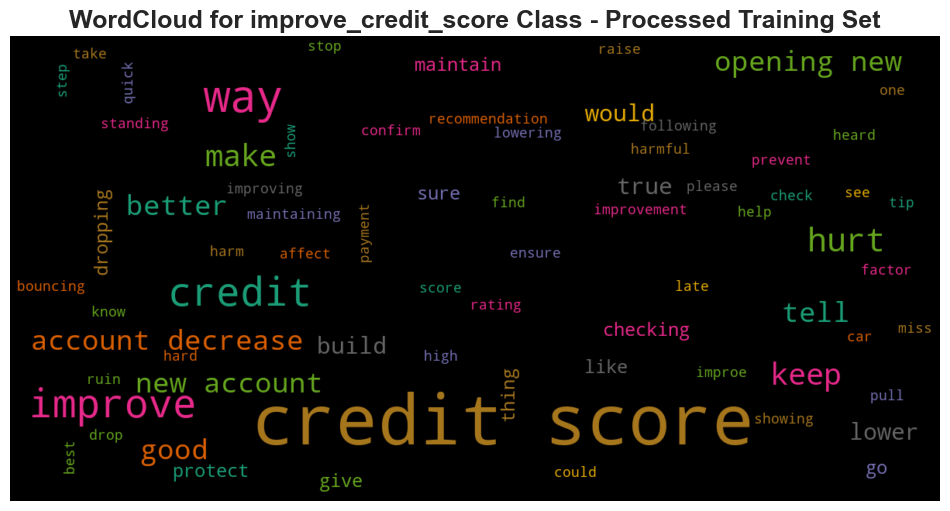 WordCloud for improve_credit_score Class - Processed Training Set
stop
raise
take
maintain
opening new
step
quick
one
way
would
recommendation
following
standing
confirm
lowering
heard
show
harmful
make
prevent
improving
sure
true
please
check
see
better
find
improvement
help
tip
maintaining
dropping
payment
hurt
harm
affect
ensure
factor
bouncing
credit
score
late
rating
know
tell
checking
account decrease
build
car
miss
hard
high
like
improe
keep
ruin
new account
pull
improve
thing
credit score
showing
drop
lower
good
best
protect
could
go
give